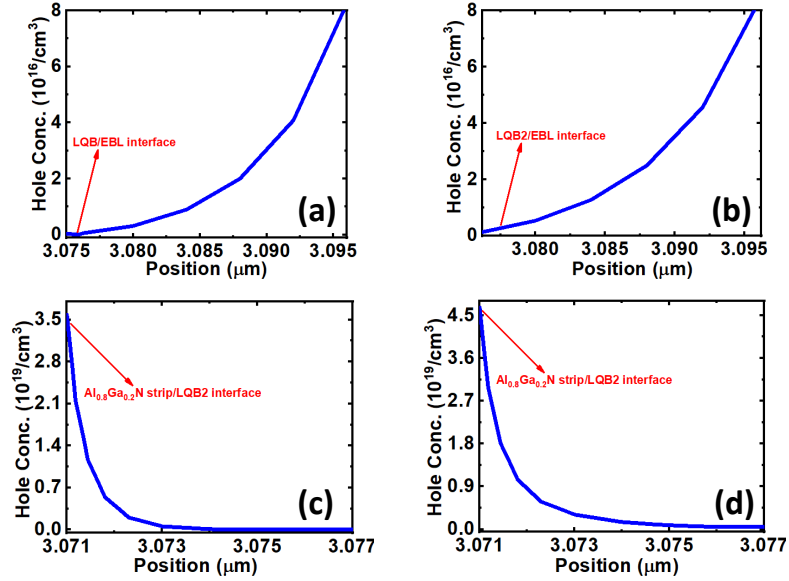 Hole Conc. (10^16/cm^3)
8
6
4
2
0
LQB/EBL interface
(a)
3.075 3.080 3.085 3.090 3.095
Position (μm)
Hole Conc. (10^16/cm^3)
8
6
4
2
0
LQB2/EBL interface
(b)
3.080 3.085 3.090 3.095
Position (μm)
Hole Conc. (10^19/cm^3)
3.5
2.8
2.1
1.4
0.7
0.0
Al0.8Ga0.2N strip/LQB2 interface
(c)
3.071 3.073 3.075 3.077
Position (μm)
Hole Conc. (10^19/cm^3)
4.5
3.6
2.7
1.8
0.9
0.0
Al0.8Ga0.2N strip/LQB2 interface
(d)
3.071 3.073 3.075 3.077
Position (μm)